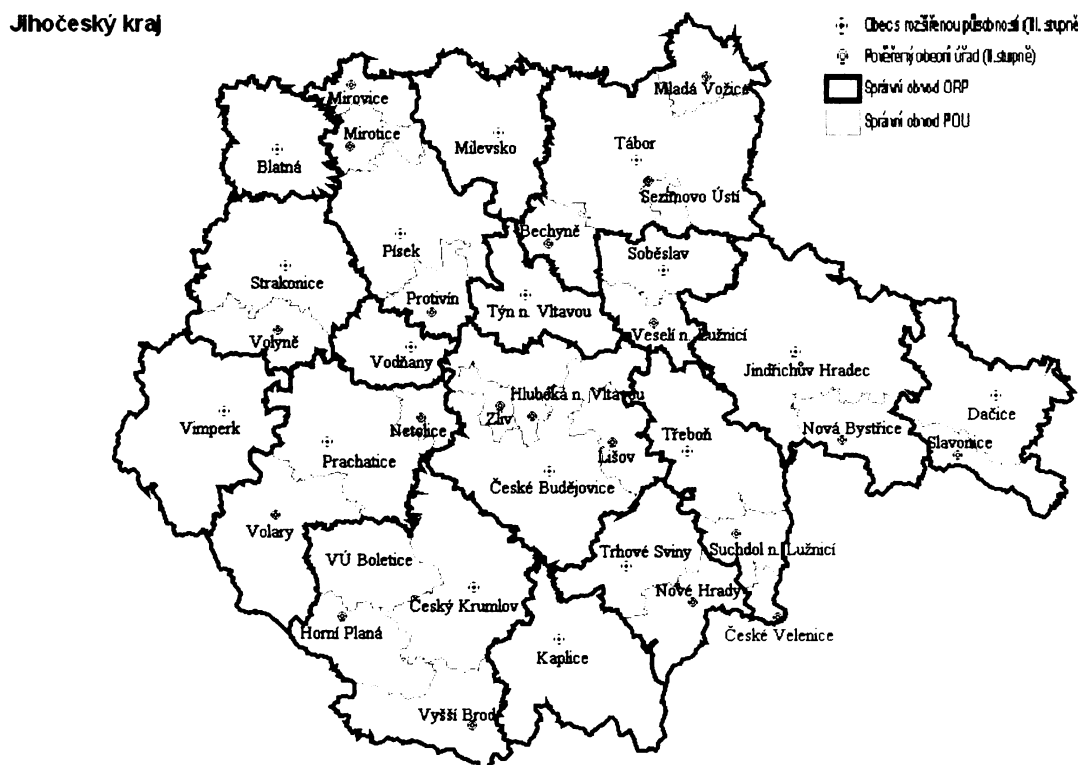 Jihočeský kraj
Obec s rozšířenou působností (III. stupně
Pověřený obecní úřad (II.stupně)
Správní obvod ORP
Správní obvod POU
Mirovice
Mladá Vožice
Mirotice
Milevsko
Tábor
Blatná
Sezimovo Ústí
Bechyně
Písek
Soběslav
Strakonice
Protivín
Týn n. Vltavou
Volyně
Veselí n. Lužnicí
Vodňany
Jindřichův Hradec
Hluboká n. Vltavou
Dačice
Vimperk
Zliv
Netolice
Třeboň
Nová Bystřice
Slavonice
Lišov
Prachatice
České Budějovice
Volary
Suchdol n. Lužnicí
VÚ Boletice
Trhové Sviny
Nové Hrady
Český Krumlov
Horní Planá
České Velenice
Kaplice
Vyšší Brod